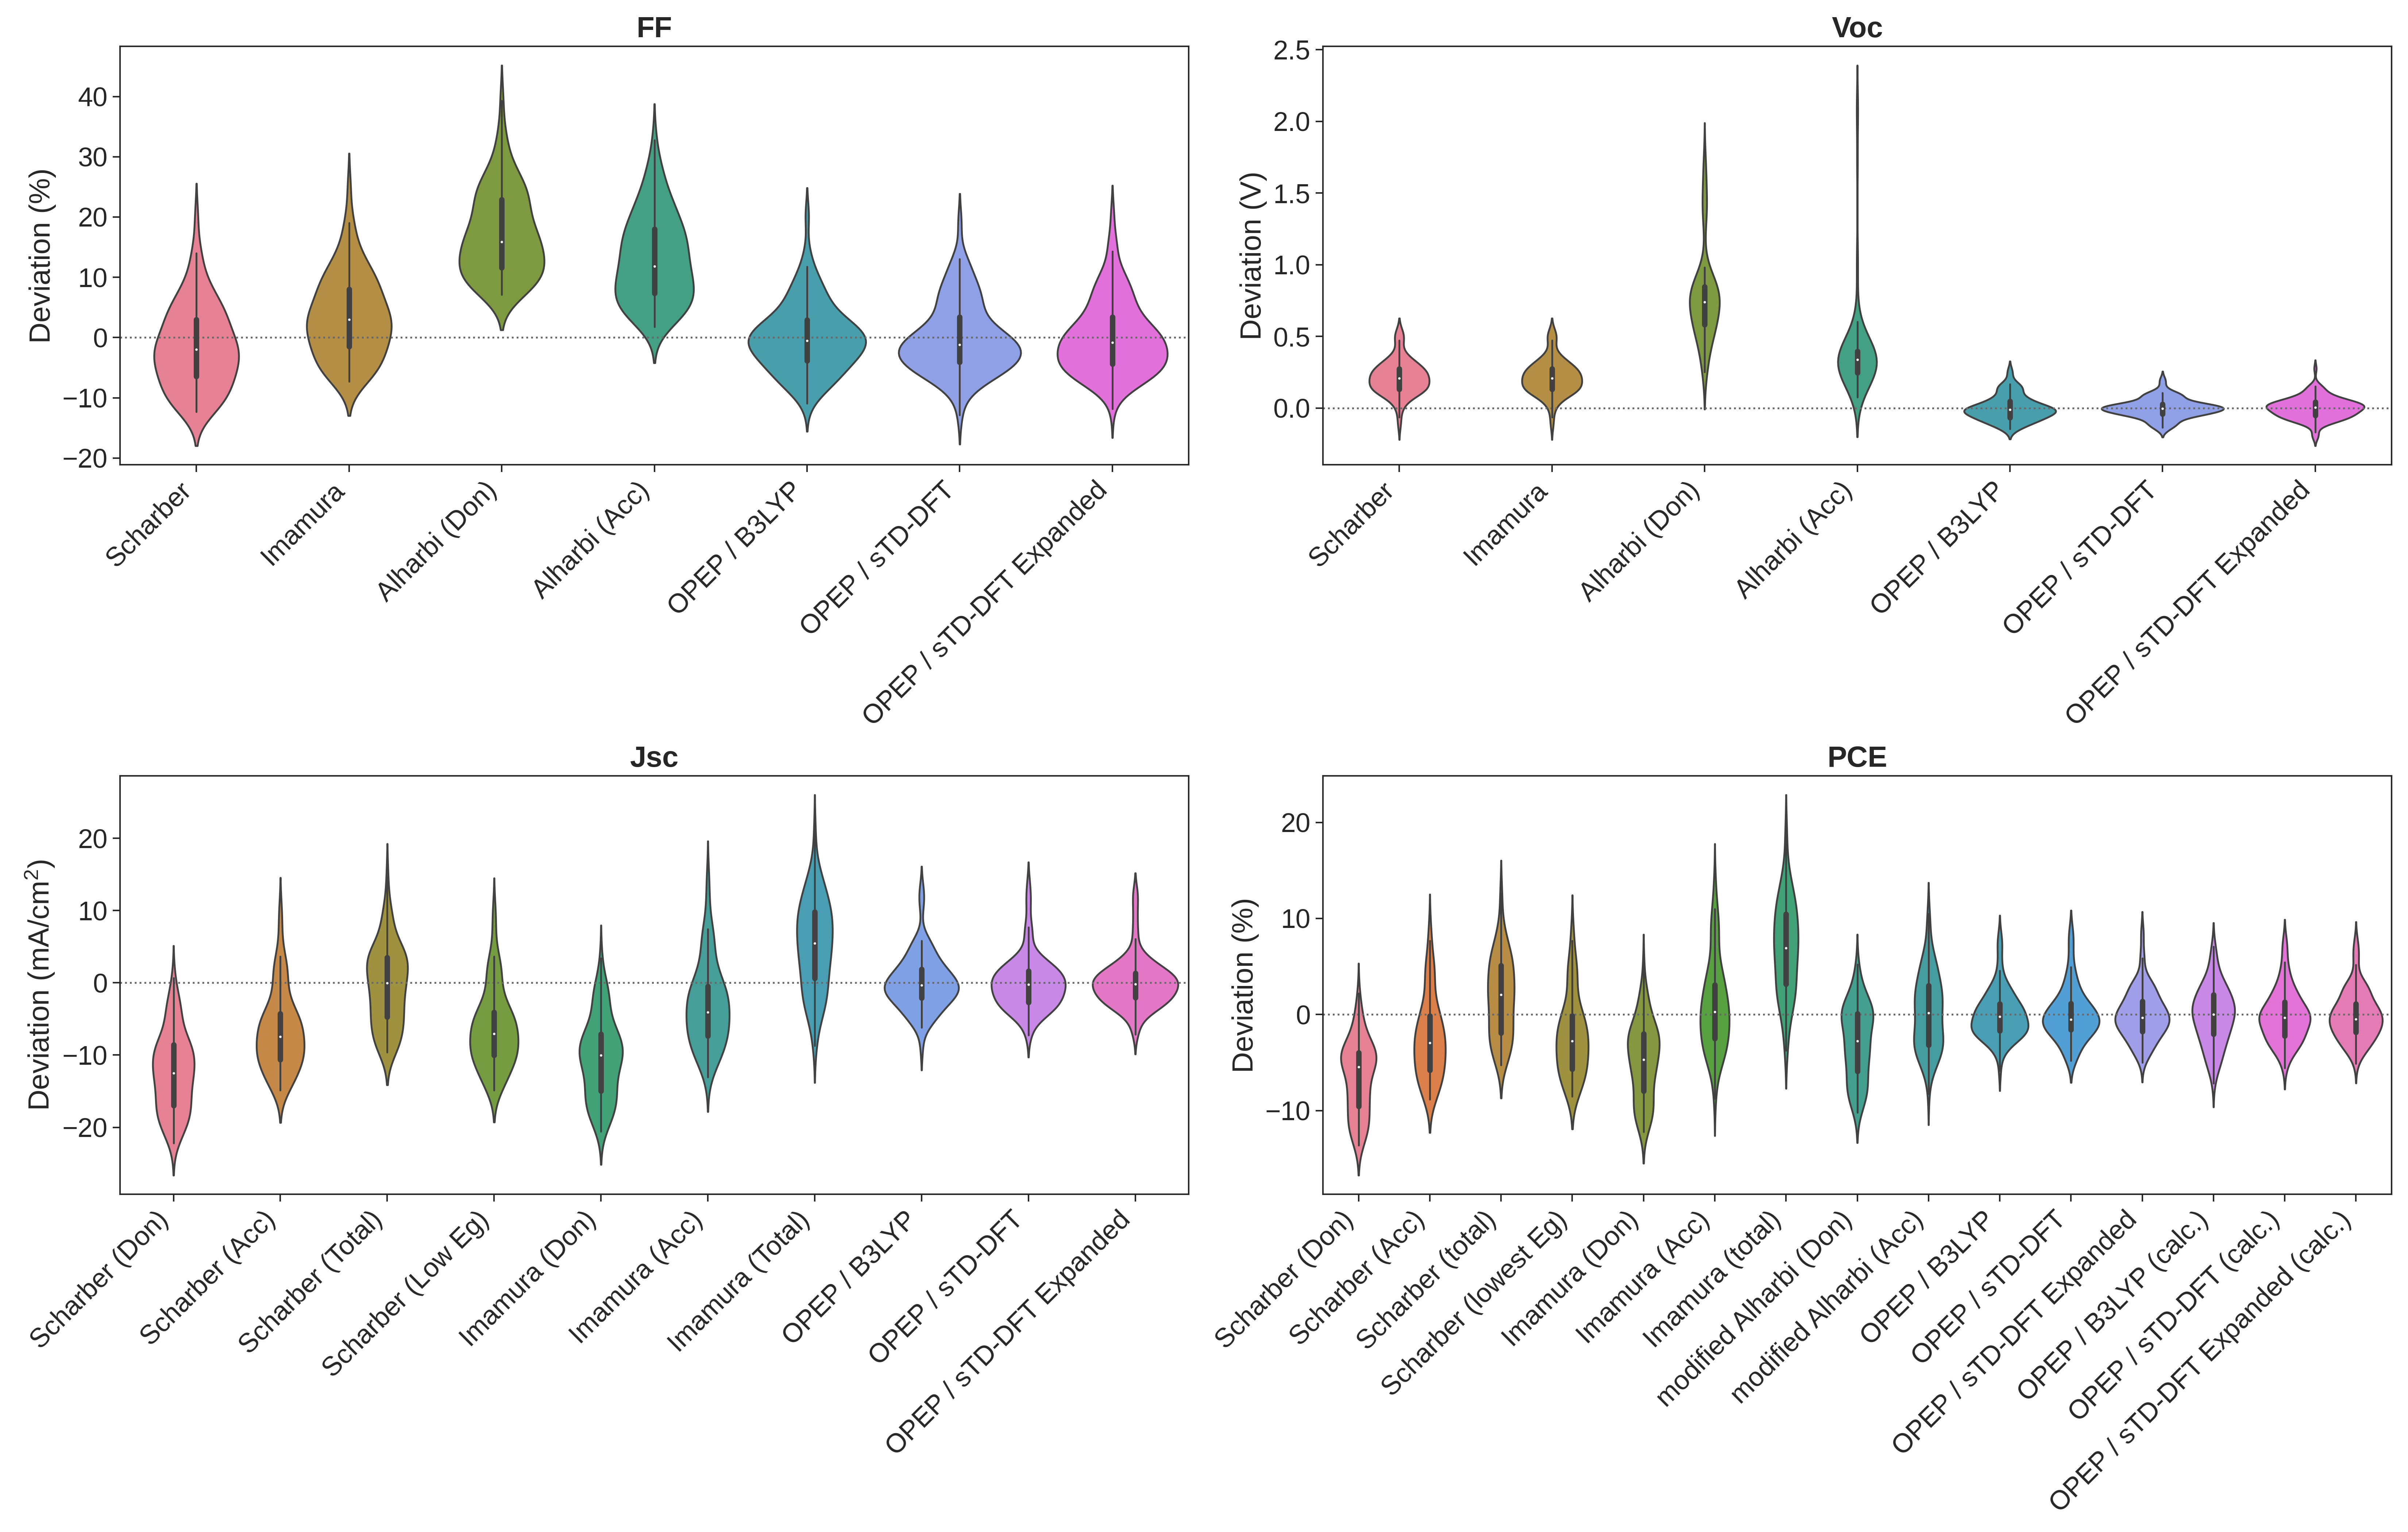 FF
Deviation (%)
40
30
20
10
0
−10
−20
Scharber
Imamura
Alharbi (Don)
Alharbi (Acc)
OPEP / B3LYP
OPEP / sTD-DFT
OPEP / sTD-DFT Expanded
Voc
Deviation (V)
2.5
2.0
1.5
1.0
0.5
0.0
Scharber
Imamura
Alharbi (Don)
Alharbi (Acc)
OPEP / B3LYP
OPEP / sTD-DFT
OPEP / sTD-DFT Expanded
Jsc
Deviation (mA/cm²)
20
10
0
−10
−20
Scharber (Don)
Scharber (Acc)
Scharber (Total)
Scharber (Low Eg)
Imamura (Don)
Imamura (Acc)
Imamura (Total)
OPEP / B3LYP
OPEP / sTD-DFT
OPEP / sTD-DFT Expanded
PCE
Deviation (%)
20
10
0
−10
Scharber (Don)
Scharber (Acc)
Scharber (total)
Scharber (lowest Eg)
Imamura (Don)
Imamura (Acc)
Imamura (total)
modified Alharbi (Don)
modified Alharbi (Acc)
OPEP / B3LYP
OPEP / sTD-DFT
OPEP / sTD-DFT Expanded
OPEP / B3LYP (calc.)
OPEP / sTD-DFT (calc.)
OPEP / sTD-DFT Expanded (calc.)